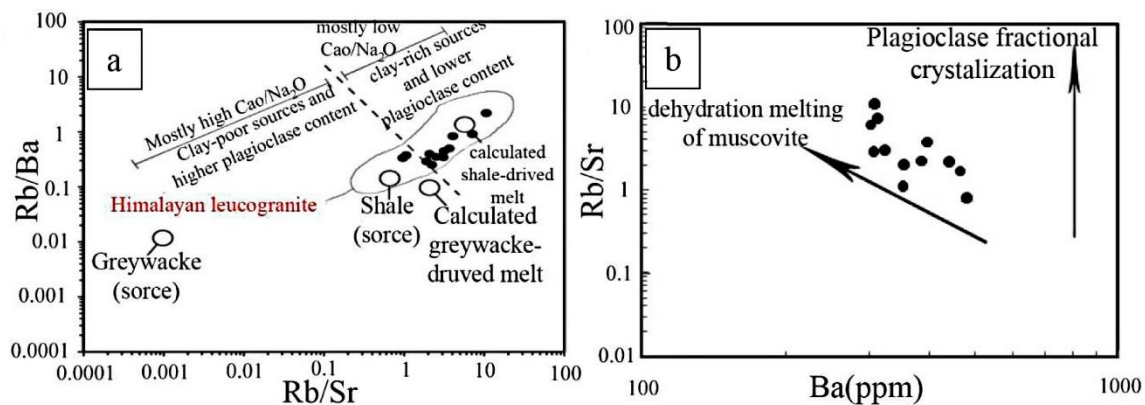 a
Rb/Ba
100
10
1
0.1
0.01
0.001
0.0001
mostly low
Cao/Na2O
clay-rich sources
and lower
plagioclase content
Mostly high Cao/Na2O
Clay-poor sources and
higher plagioclase content
Himalayan leucogranite
Greywacke
(sorce)
Shale
(sorce)
calculated
shale-drived
melt
Calculated
greywacke-
druved melt
0.0001 0.001 0.01 0.1 1 10 100
Rb/Sr
b
Rb/Sr
100
10
1
0.1
0.01
Plagioclase fractional
crystalization
dehydration melting
of muscovite
100 1000
Ba(ppm)